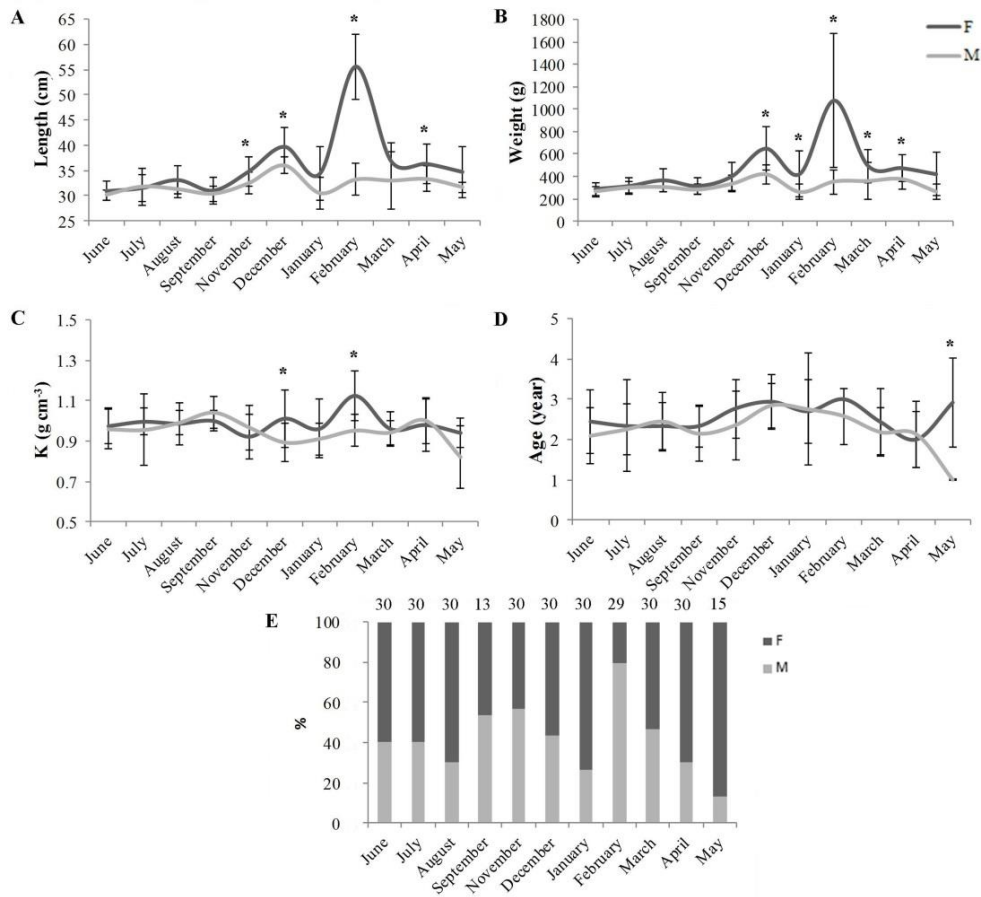 A
Length (cm)
65
60
55
50
45
40
35
30
25
*
*
*
*
June
July
August
September
November
December
January
February
March
April
May
B
Weight (g)
1800
1600
1400
1200
1000
800
600
400
200
0
*
*
*
*
*
June
July
August
September
November
December
January
February
March
April
May
F
M
C
K (g cm⁻³)
1.5
1.3
1.1
0.9
0.7
0.5
*
*
June
July
August
September
November
December
January
February
March
April
May
D
Age (year)
5
4
3
2
1
0
*
June
July
August
September
November
December
January
February
March
April
May
E
30 30 30 13 30 30 30 29 30 30 15
%
100
80
60
40
20
0
June
July
August
September
November
December
January
February
March
April
May
F
M